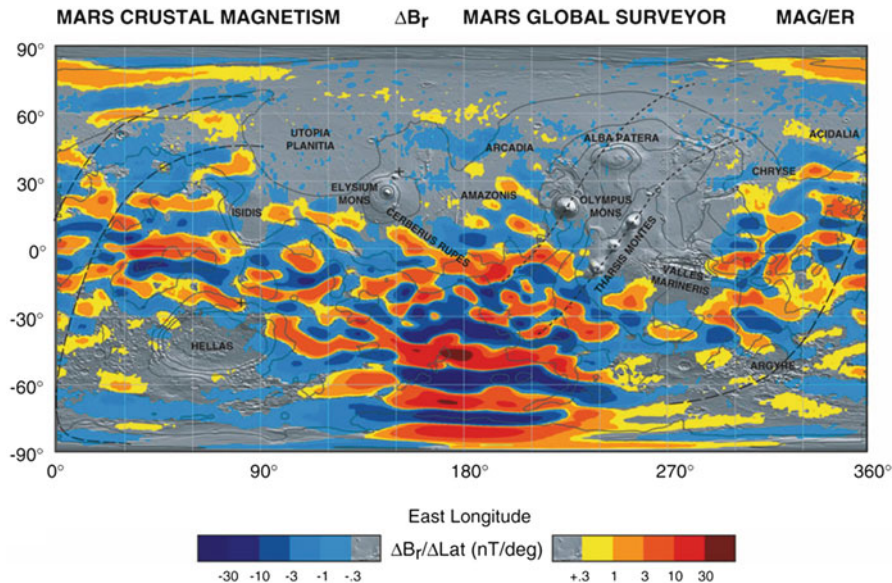 MARS CRUSTAL MAGNETISM ΔBr MARS GLOBAL SURVEYOR MAG/ER
90°
60°
30°
0°
-30°
-60°
-90°
UTOPIA
PLANITIA
ARCADIA
ALBA PATERA
ACIDALIA
CHRYSE
ELYSIUM
MONS
AMAZONIS
OLYMPUS
MONS
ISIDIS
CERBERUS RUPES
THARSIS MONTES
VALLES
MARINERIS
HELLAS
ARGYRE
0° 90° 180° 270° 360°
East Longitude
ΔBr/ΔLat (nT/deg)
-30 -10 -3 -1 -.3 +.3 1 3 10 30